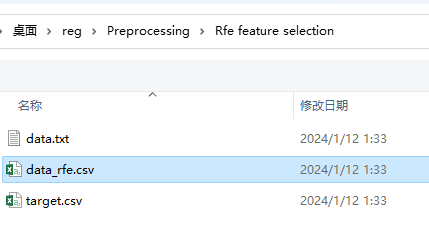 桌面 > reg > Preprocessing > Rfe feature selection
名称 修改日期
data.txt 2024/1/12 1:33
data_rfe.csv 2024/1/12 1:33
target.csv 2024/1/12 1:33